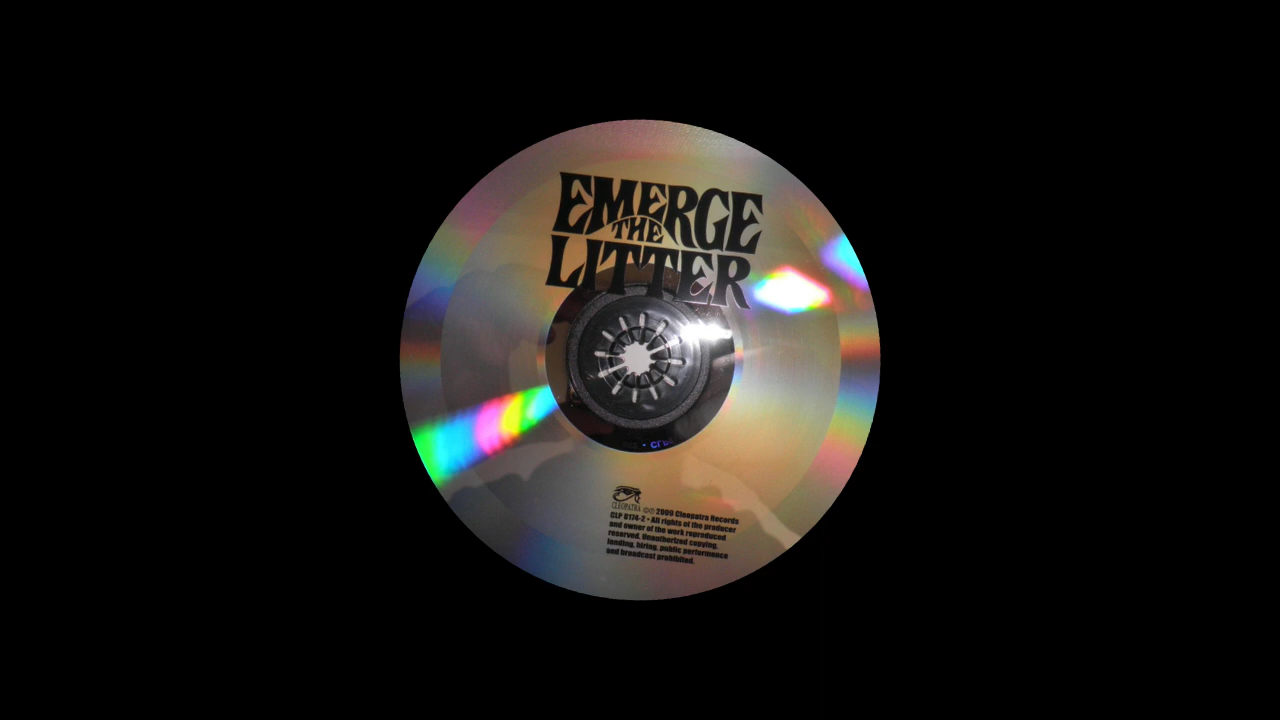 EMERGE
THE
LITTER
CLEOPATRA
©℗ 2009 Cleopatra Records
CLP 0174-2 • All rights of the producer
and owner of the work reproduced
reserved. Unauthorized copying,
lending, hiring, public performance
and broadcast prohibited.